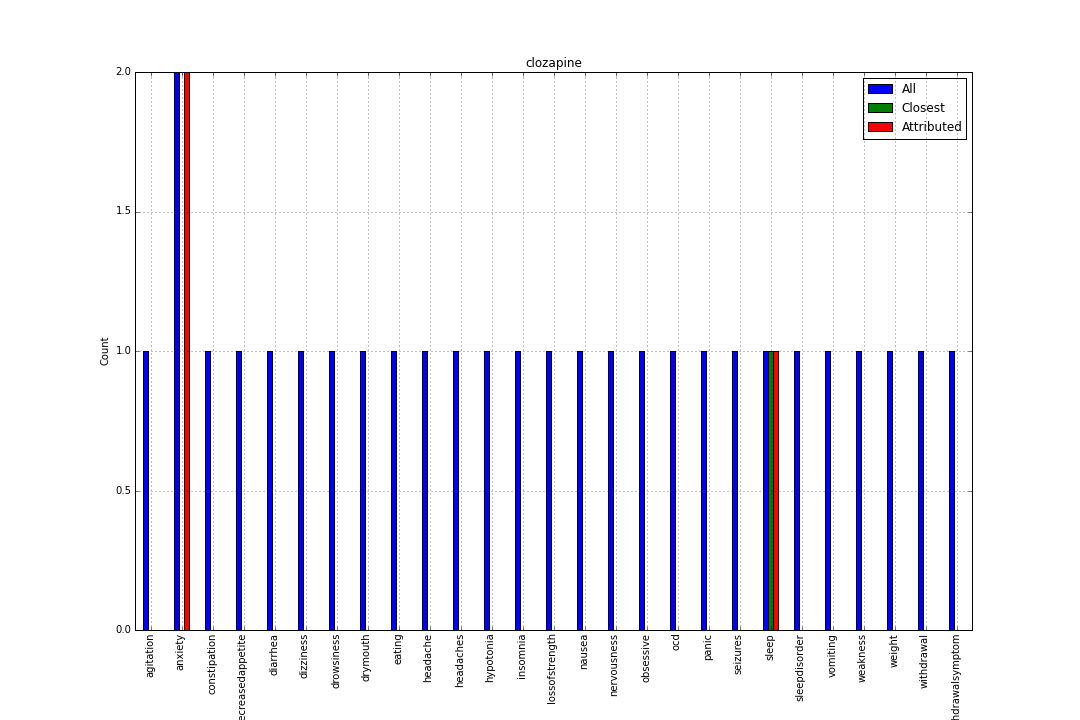 clozapine
2.0
1.5
1.0
0.5
0.0
Count
All
Closest
Attributed
agitation
anxiety
constipation
ecreasedappetite
diarrhea
dizziness
drowsiness
drymouth
eating
headache
headaches
hypotonia
insomnia
lossofstrength
nausea
nervousness
obsessive
ocd
panic
seizures
sleep
sleepdisorder
vomiting
weakness
weight
withdrawal
hdrawalsymptom